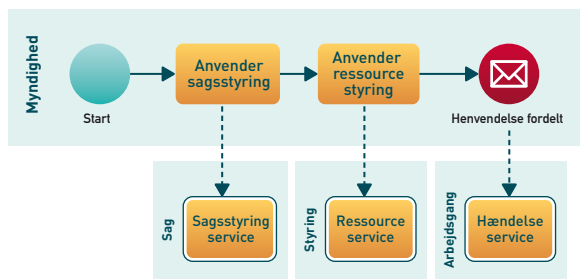 Myndighed
Start
Anvender
sagsstyring
Anvender
ressource
styring
Henvendelse fordelt
Sag
Sagsstyring
service
Styring
Ressource
service
Arbejdsgang
Hændelse
service